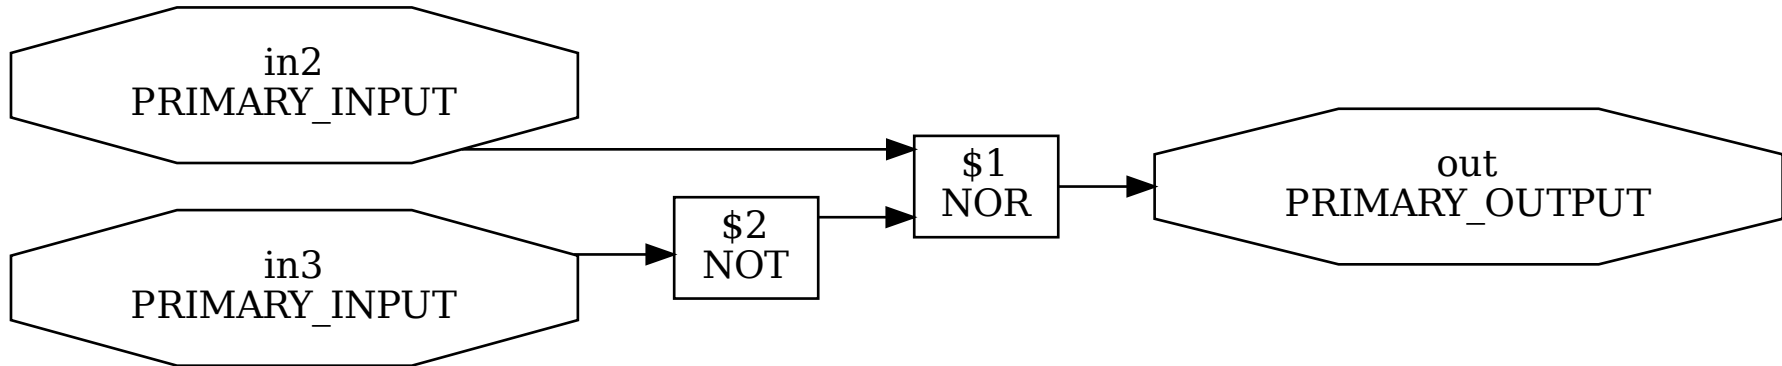 in2
PRIMARY_INPUT
$1
NOR
out
PRIMARY_OUTPUT
$2
NOT
in3
PRIMARY_INPUT